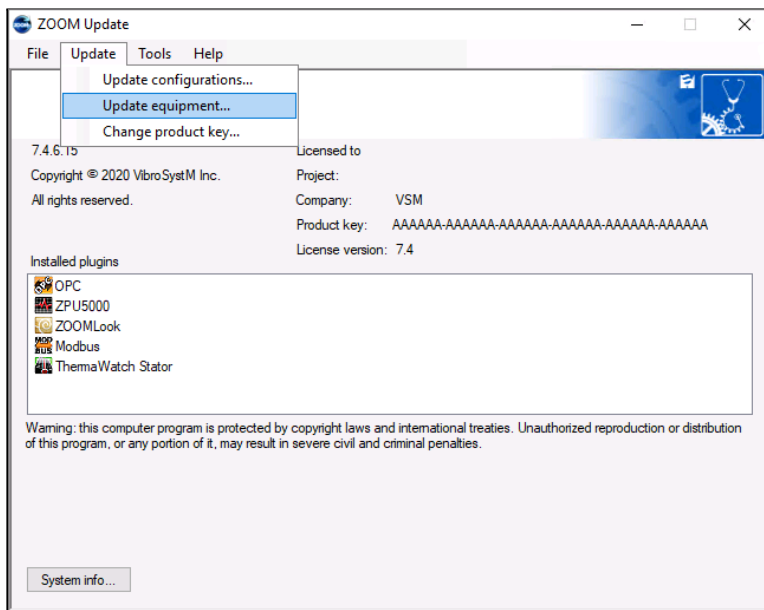 ZOOM Update
File Update Tools Help
Update configurations...
Update equipment...
Change product key...
7.4.6.15
Licensed to
Copyright © 2020 VibroSystM Inc.
Project:
All rights reserved.
Company: VSM
Product key: AAAAAA-AAAAAA-AAAAAA-AAAAAA-AAAAAA-AAAAAA
License version: 7.4
Installed plugins
OPC
ZPU5000
ZOOMLook
MOD BUS Modbus
ThermaWatch Stator
Warning: this computer program is protected by copyright laws and international treaties. Unauthorized reproduction or distribution
of this program, or any portion of it, may result in severe civil and criminal penalties.
System info...